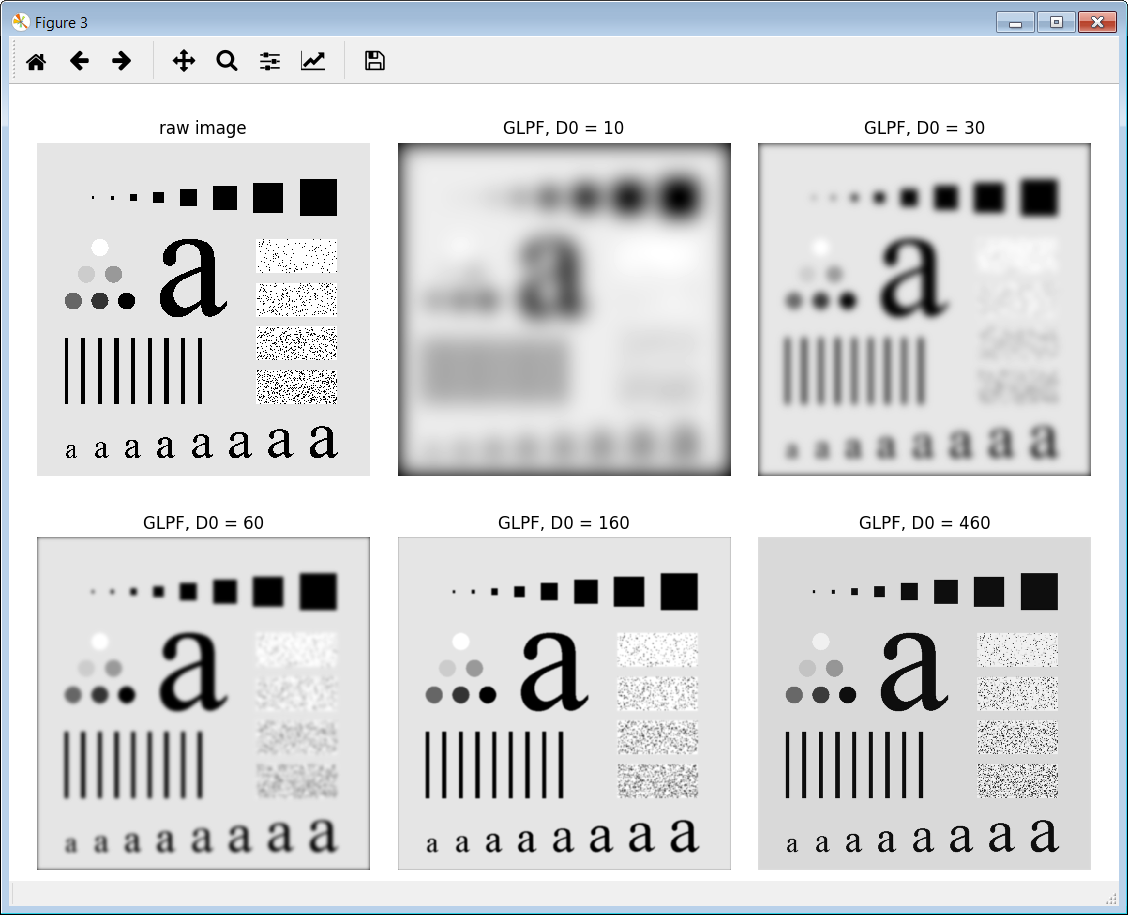 Figure 3
raw image
GLPF, D0 = 10
GLPF, D0 = 30
a
a
a
a a a a a a a a
a a a a a a a a
a a a a a a a a
GLPF, D0 = 60
GLPF, D0 = 160
GLPF, D0 = 460
a
a
a
a a a a a a a a
a a a a a a a a
a a a a a a a a